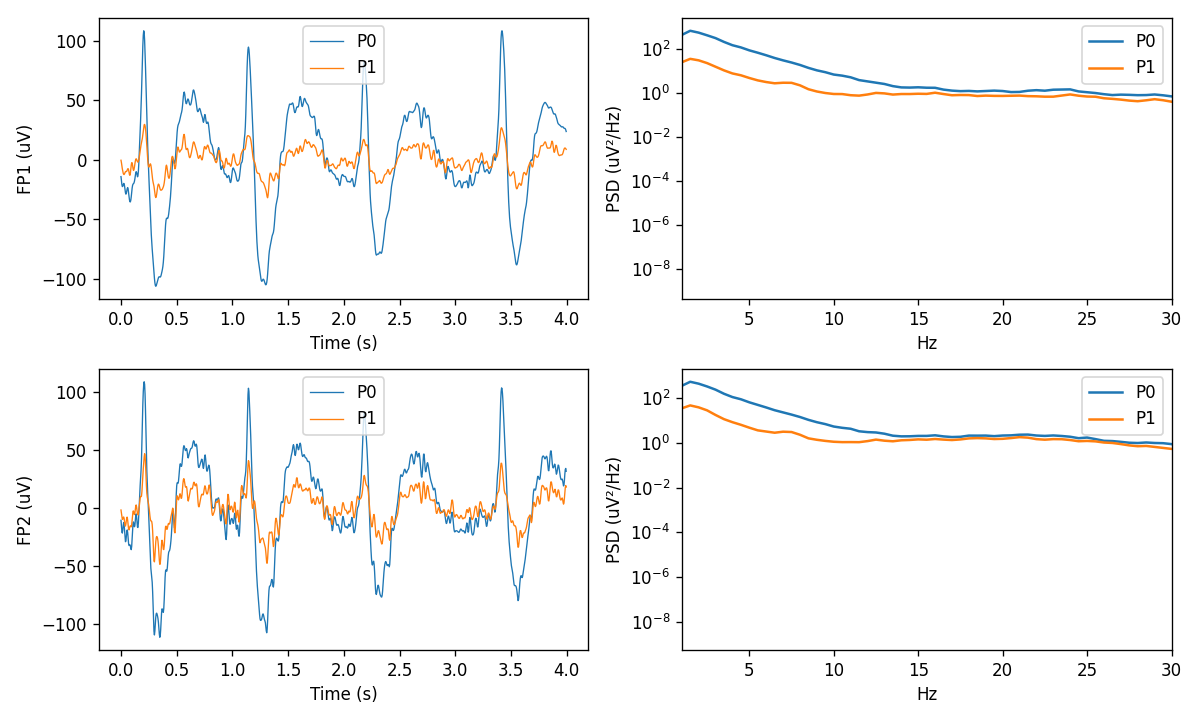 FP1 (uV)
100
50
0
−50
−100
P0
P1
0.0 0.5 1.0 1.5 2.0 2.5 3.0 3.5 4.0
Time (s)
PSD (uV²/Hz)
10²
10⁰
10⁻²
10⁻⁴
10⁻⁶
10⁻⁸
P0
P1
5 10 15 20 25 30
Hz
FP2 (uV)
100
50
0
−50
−100
P0
P1
0.0 0.5 1.0 1.5 2.0 2.5 3.0 3.5 4.0
Time (s)
PSD (uV²/Hz)
10²
10⁰
10⁻²
10⁻⁴
10⁻⁶
10⁻⁸
P0
P1
5 10 15 20 25 30
Hz